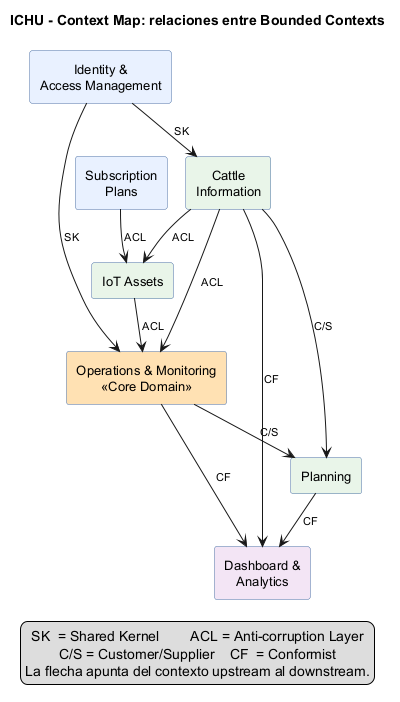 ICHU - Context Map: relaciones entre Bounded Contexts
Identity &
Access Management
SK
Subscription
Plans
Cattle
Information
ACL
ACL
IoT Assets
SK
ACL
C/S
ACL
Operations & Monitoring
«Core Domain»
CF
C/S
Planning
CF
CF
Dashboard &
Analytics
SK = Shared Kernel ACL = Anti-corruption Layer
C/S = Customer/Supplier CF = Conformist
La flecha apunta del contexto upstream al downstream.